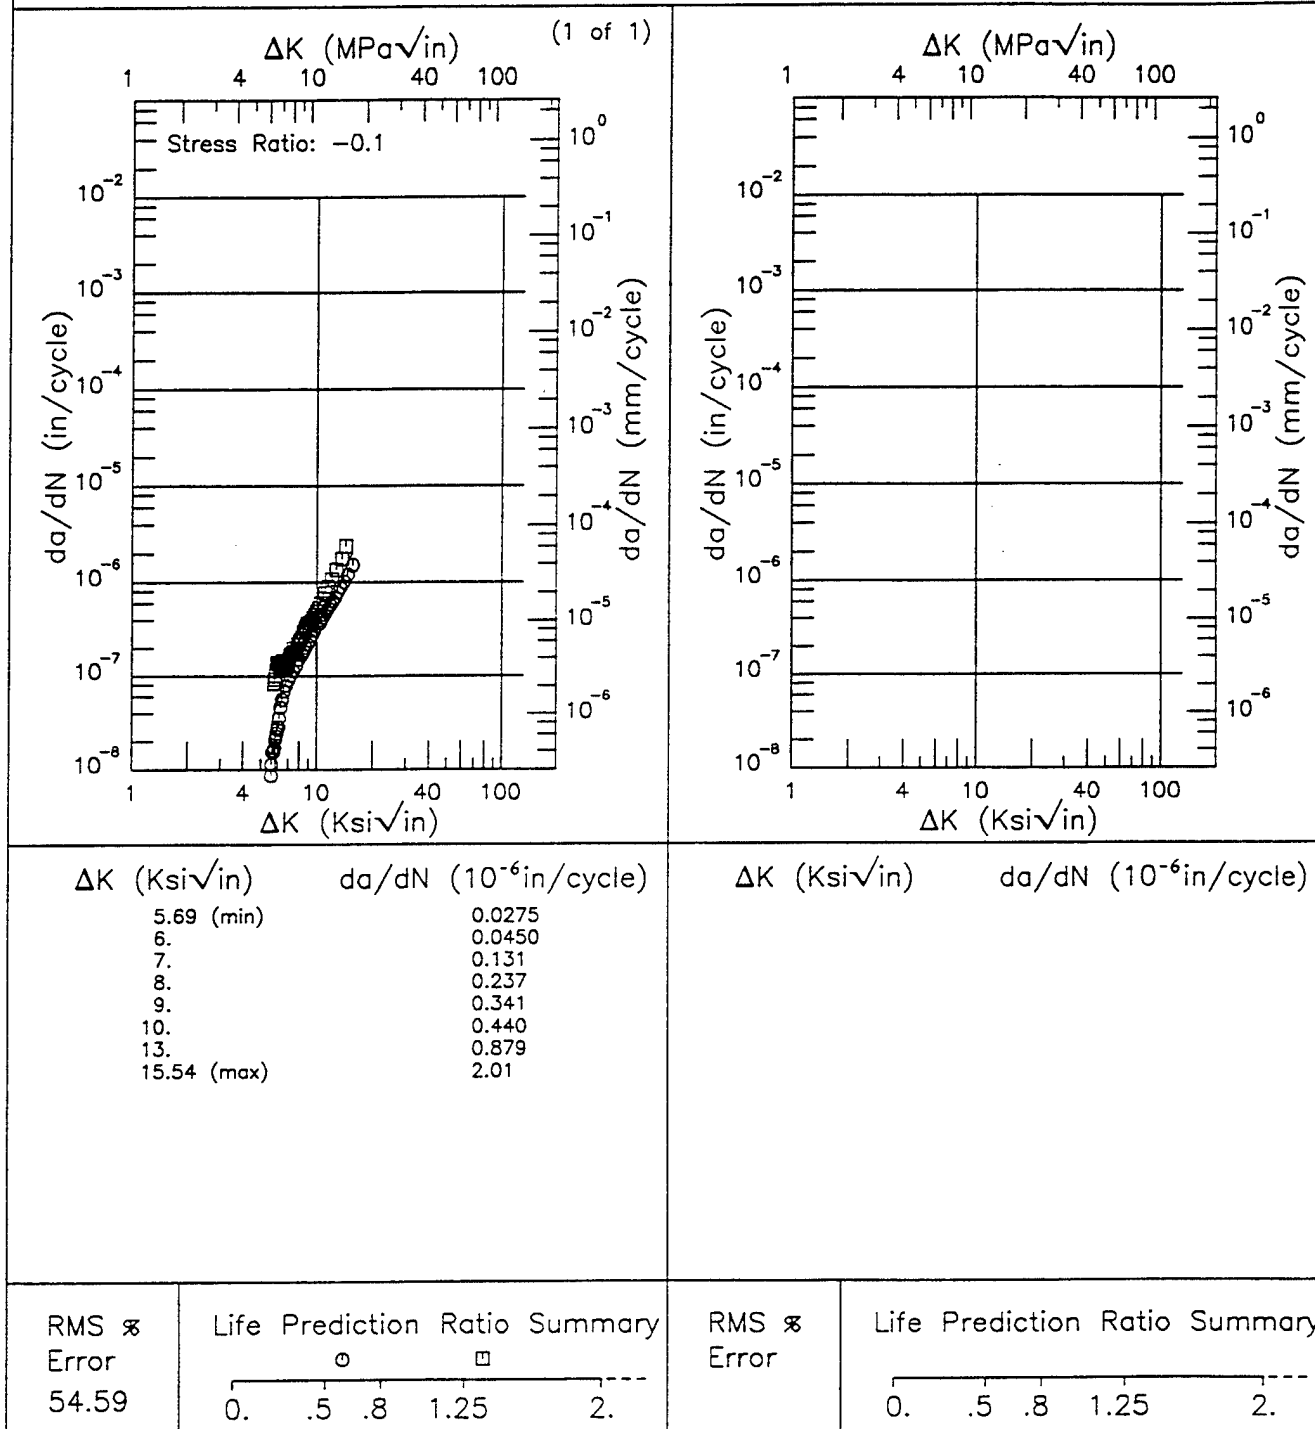 (1 of 1)
ΔK (MPa√in)
1 4 10 40 100
Stress Ratio: −0.1
10⁻²
10⁻³
10⁻⁴
10⁻⁵
10⁻⁶
10⁻⁷
10⁻⁸
da/dN (in/cycle)
10⁰
10⁻¹
10⁻²
10⁻³
10⁻⁴
10⁻⁵
10⁻⁶
da/dN (mm/cycle)
1 4 10 40 100
ΔK (Ksi√in)
ΔK (MPa√in)
1 4 10 40 100
10⁻²
10⁻³
10⁻⁴
10⁻⁵
10⁻⁶
10⁻⁷
10⁻⁸
da/dN (in/cycle)
10⁰
10⁻¹
10⁻²
10⁻³
10⁻⁴
10⁻⁵
10⁻⁶
da/dN (mm/cycle)
1 4 10 40 100
ΔK (Ksi√in)
ΔK (Ksi√in) da/dN (10⁻⁶in/cycle)
5.69 (min) 0.0275
6. 0.0450
7. 0.131
8. 0.237
9. 0.341
10. 0.440
13. 0.879
15.54 (max) 2.01
ΔK (Ksi√in) da/dN (10⁻⁶in/cycle)
RMS %
Error
54.59
Life Prediction Ratio Summary
0. .5 .8 1.25 2.
RMS %
Error
Life Prediction Ratio Summary
0. .5 .8 1.25 2.